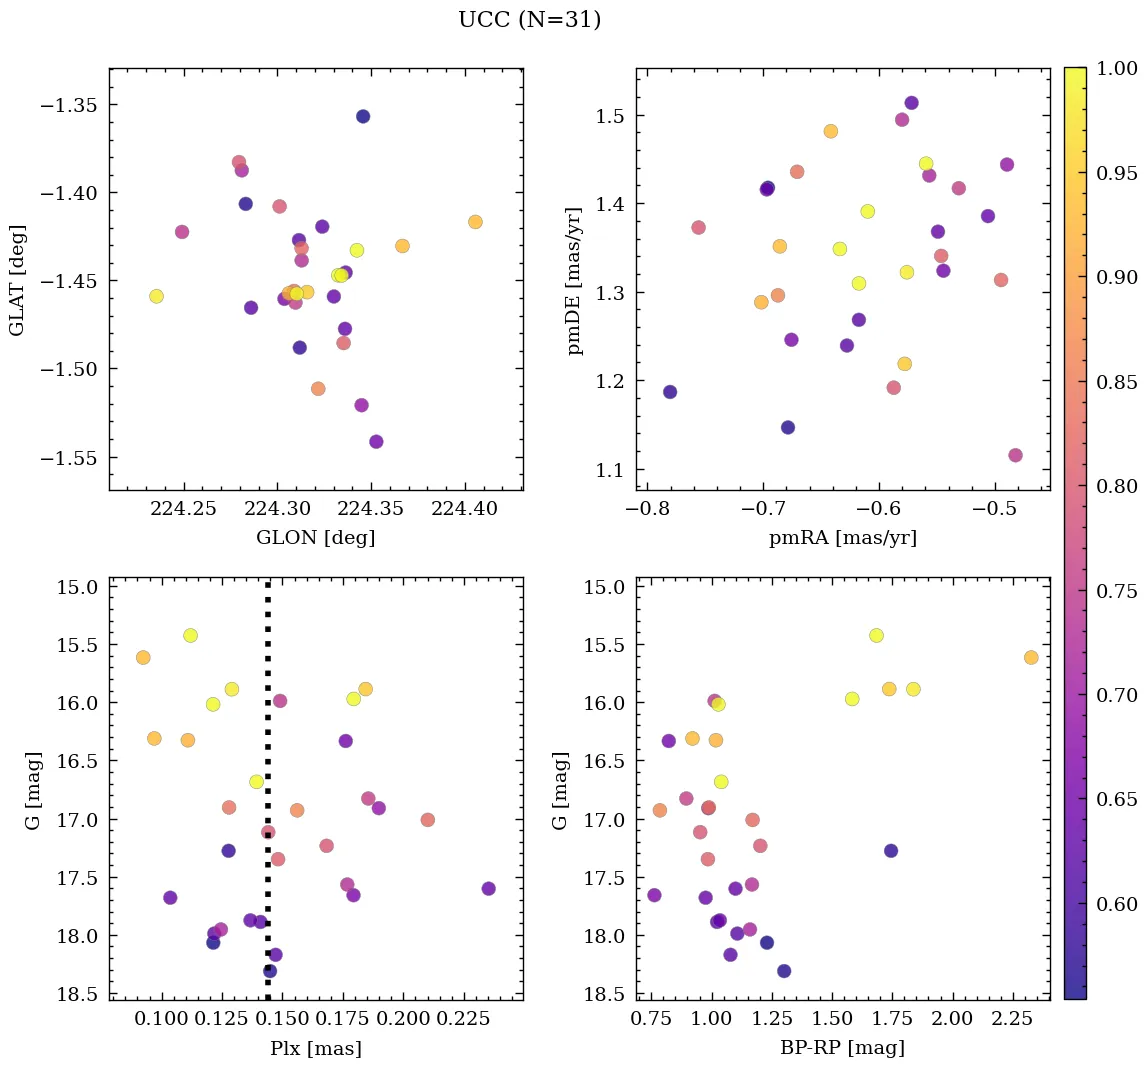 UCC (N=31)
−1.35
−1.40
−1.45
−1.50
−1.55
GLAT [deg]
224.25 224.30 224.35 224.40
GLON [deg]
1.5
1.4
1.3
1.2
1.1
pmDE [mas/yr]
−0.8 −0.7 −0.6 −0.5
pmRA [mas/yr]
15.0
15.5
16.0
16.5
17.0
17.5
18.0
18.5
G [mag]
0.100 0.125 0.150 0.175 0.200 0.225
Plx [mas]
15.0
15.5
16.0
16.5
17.0
17.5
18.0
18.5
G [mag]
0.75 1.00 1.25 1.50 1.75 2.00 2.25
BP-RP [mag]
1.00
0.95
0.90
0.85
0.80
0.75
0.70
0.65
0.60